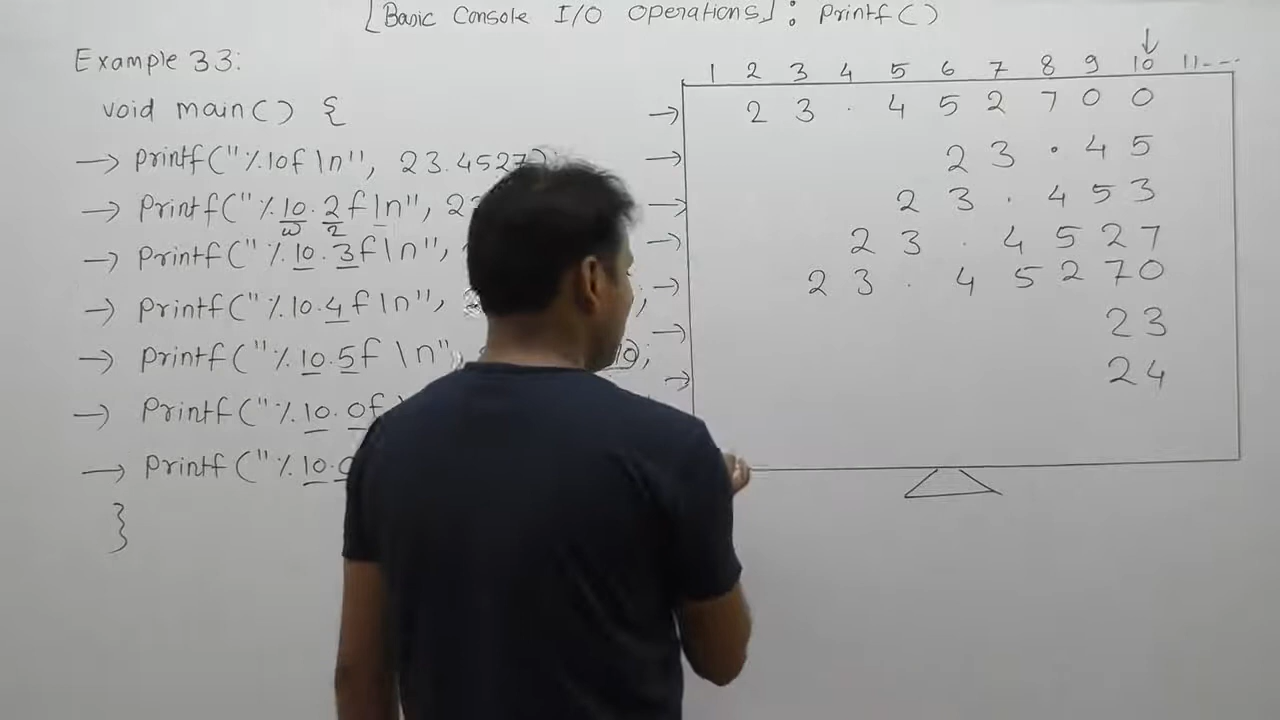 [Basic Console I/O Operations] : Printf()
Example 33:
void main() {
→ Printf("%10f\n", 23.4527);
→ Printf("%10.2f\n", 2
w 2
→ Printf("%10.3f\n",
→ Printf("%10.4f\n", ;
→ Printf("%10.5f\n", ;
→ Printf("%10.0f
→ Printf("%10.0
}
1 2 3 4 5 6 7 8 9 10 11---
→ 2 3 . 4 5 2 7 0 0
→ 2 3 . 4 5
→ 2 3 . 4 5 3
→ 2 3 . 4 5 2 7
→ 2 3 . 4 5 2 7 0
→ 2 3
→ 2 4